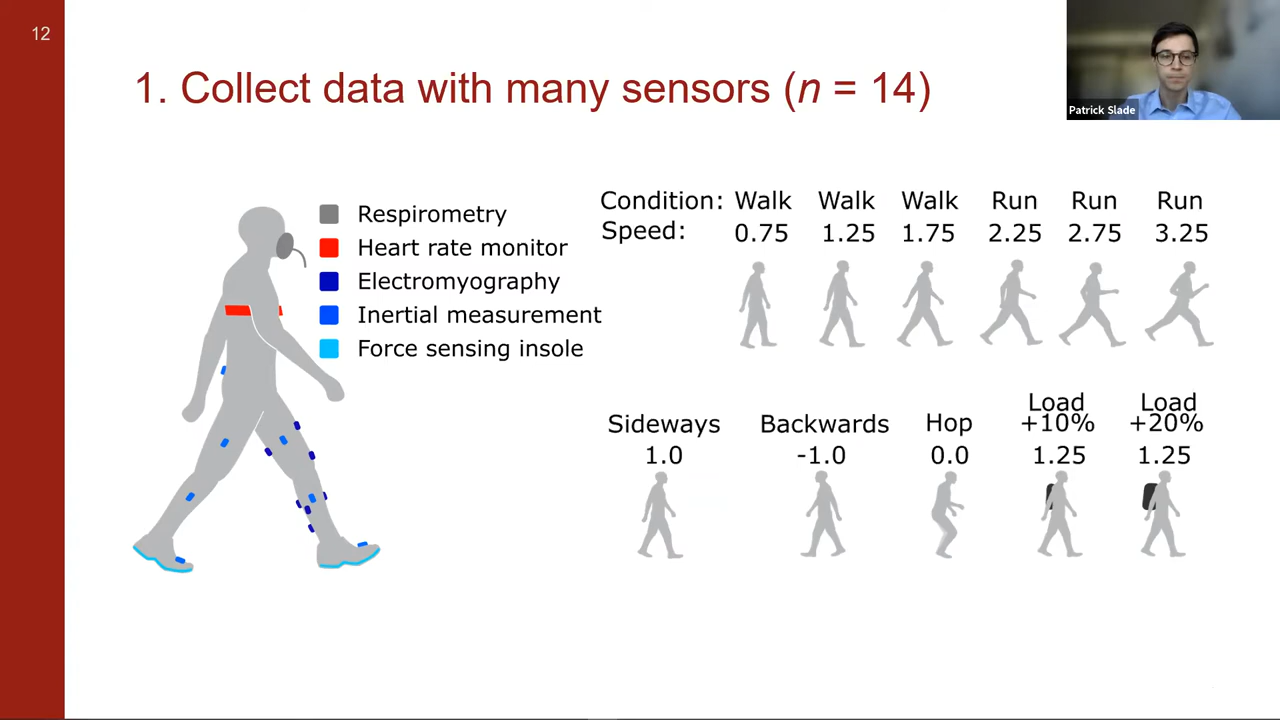 12
1. Collect data with many sensors (n = 14)
Patrick Slade
Respirometry
Heart rate monitor
Electromyography
Inertial measurement
Force sensing insole
Condition: Walk Walk Walk Run Run Run
Speed: 0.75 1.25 1.75 2.25 2.75 3.25
Sideways Backwards Hop Load +10% Load +20%
1.0 -1.0 0.0 1.25 1.25